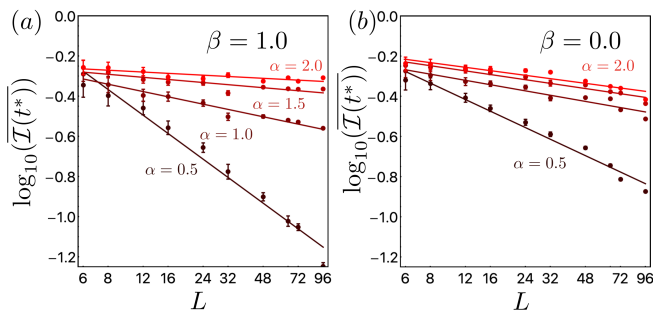 (a)
β = 1.0
log₁₀(\overline{ℐ(t*)})
0.0
−0.2
−0.4
−0.6
−0.8
−1.0
−1.2
α = 2.0
α = 1.5
α = 1.0
α = 0.5
6 8 12 16 24 32 48 72 96
L
(b)
β = 0.0
log₁₀(\overline{ℐ(t*)})
0.0
−0.2
−0.4
−0.6
−0.8
−1.0
−1.2
α = 2.0
α = 0.5
6 8 12 16 24 32 48 72 96
L